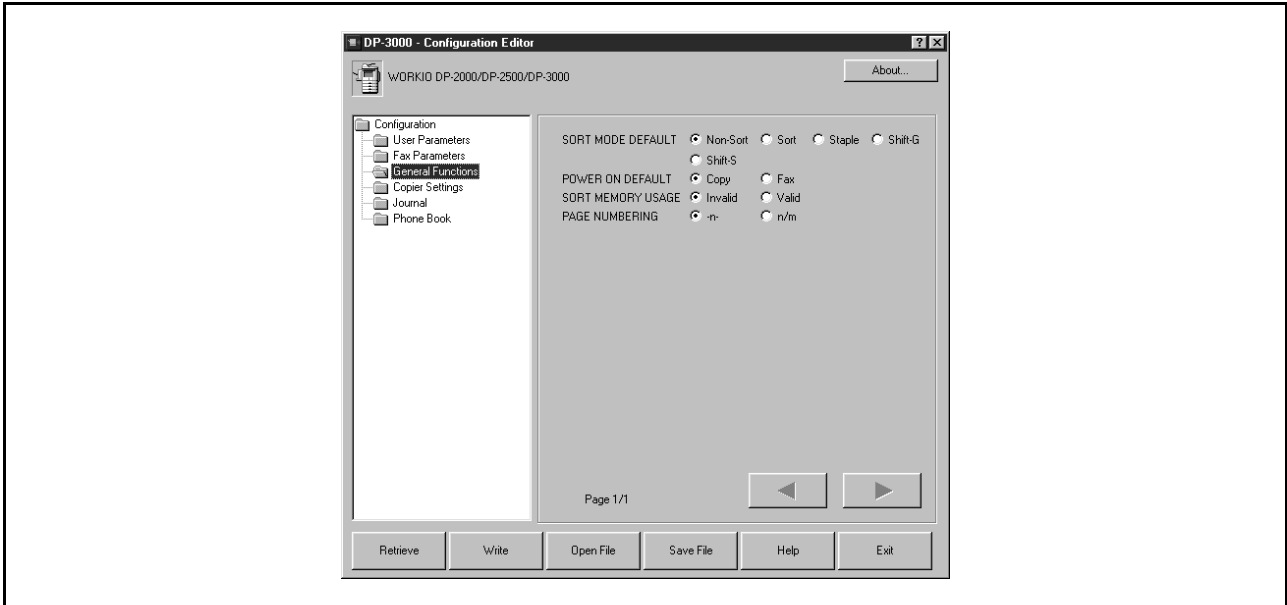 DP-3000 - Configuration Editor
WORKIO DP-2000/DP-2500/DP-3000
About...
Configuration
User Parameters
Fax Parameters
General Functions
Copier Settings
Journal
Phone Book
SORT MODE DEFAULT Non-Sort Sort Staple Shift-G
Shift-S
POWER ON DEFAULT Copy Fax
SORT MEMORY USAGE Invalid Valid
PAGE NUMBERING -n- n/m
Page 1/1
Retrieve Write Open File Save File Help Exit